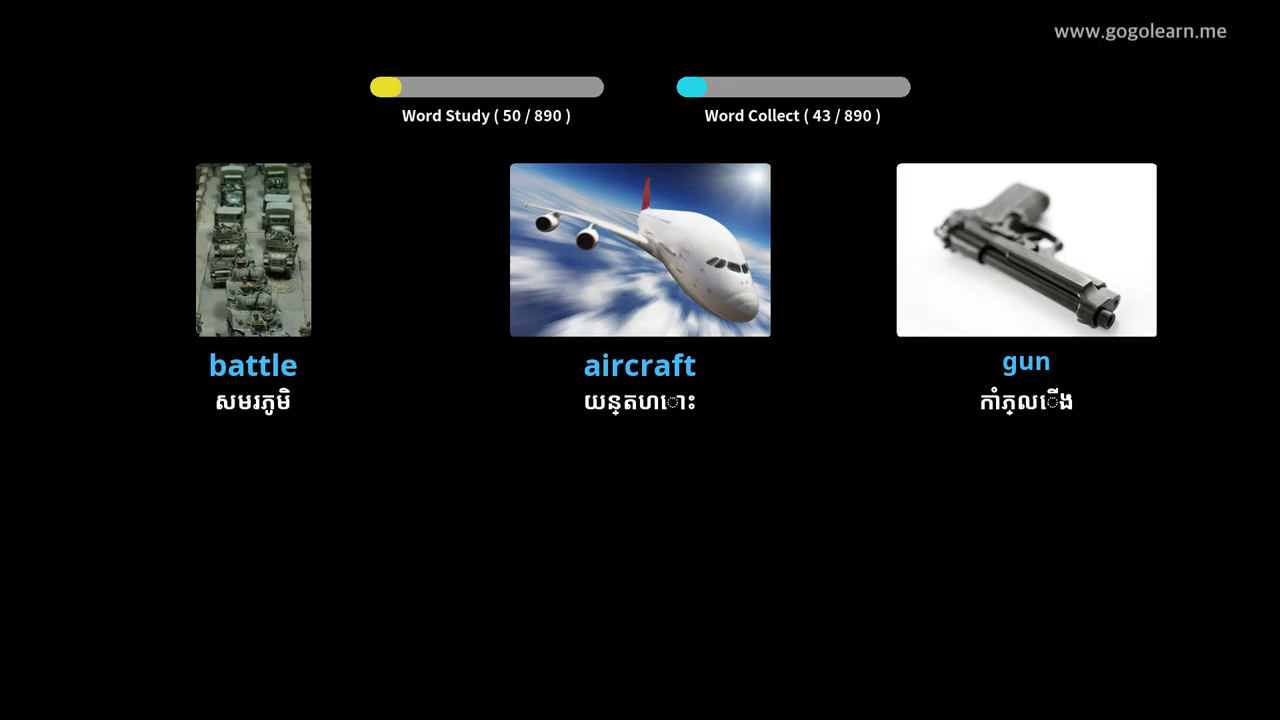 www.gogolearn.me
Word Study ( 50 / 890 )
Word Collect ( 43 / 890 )
battle
aircraft
gun
សមរភូមិ
យន្តហោះ
កាំភ្លើង